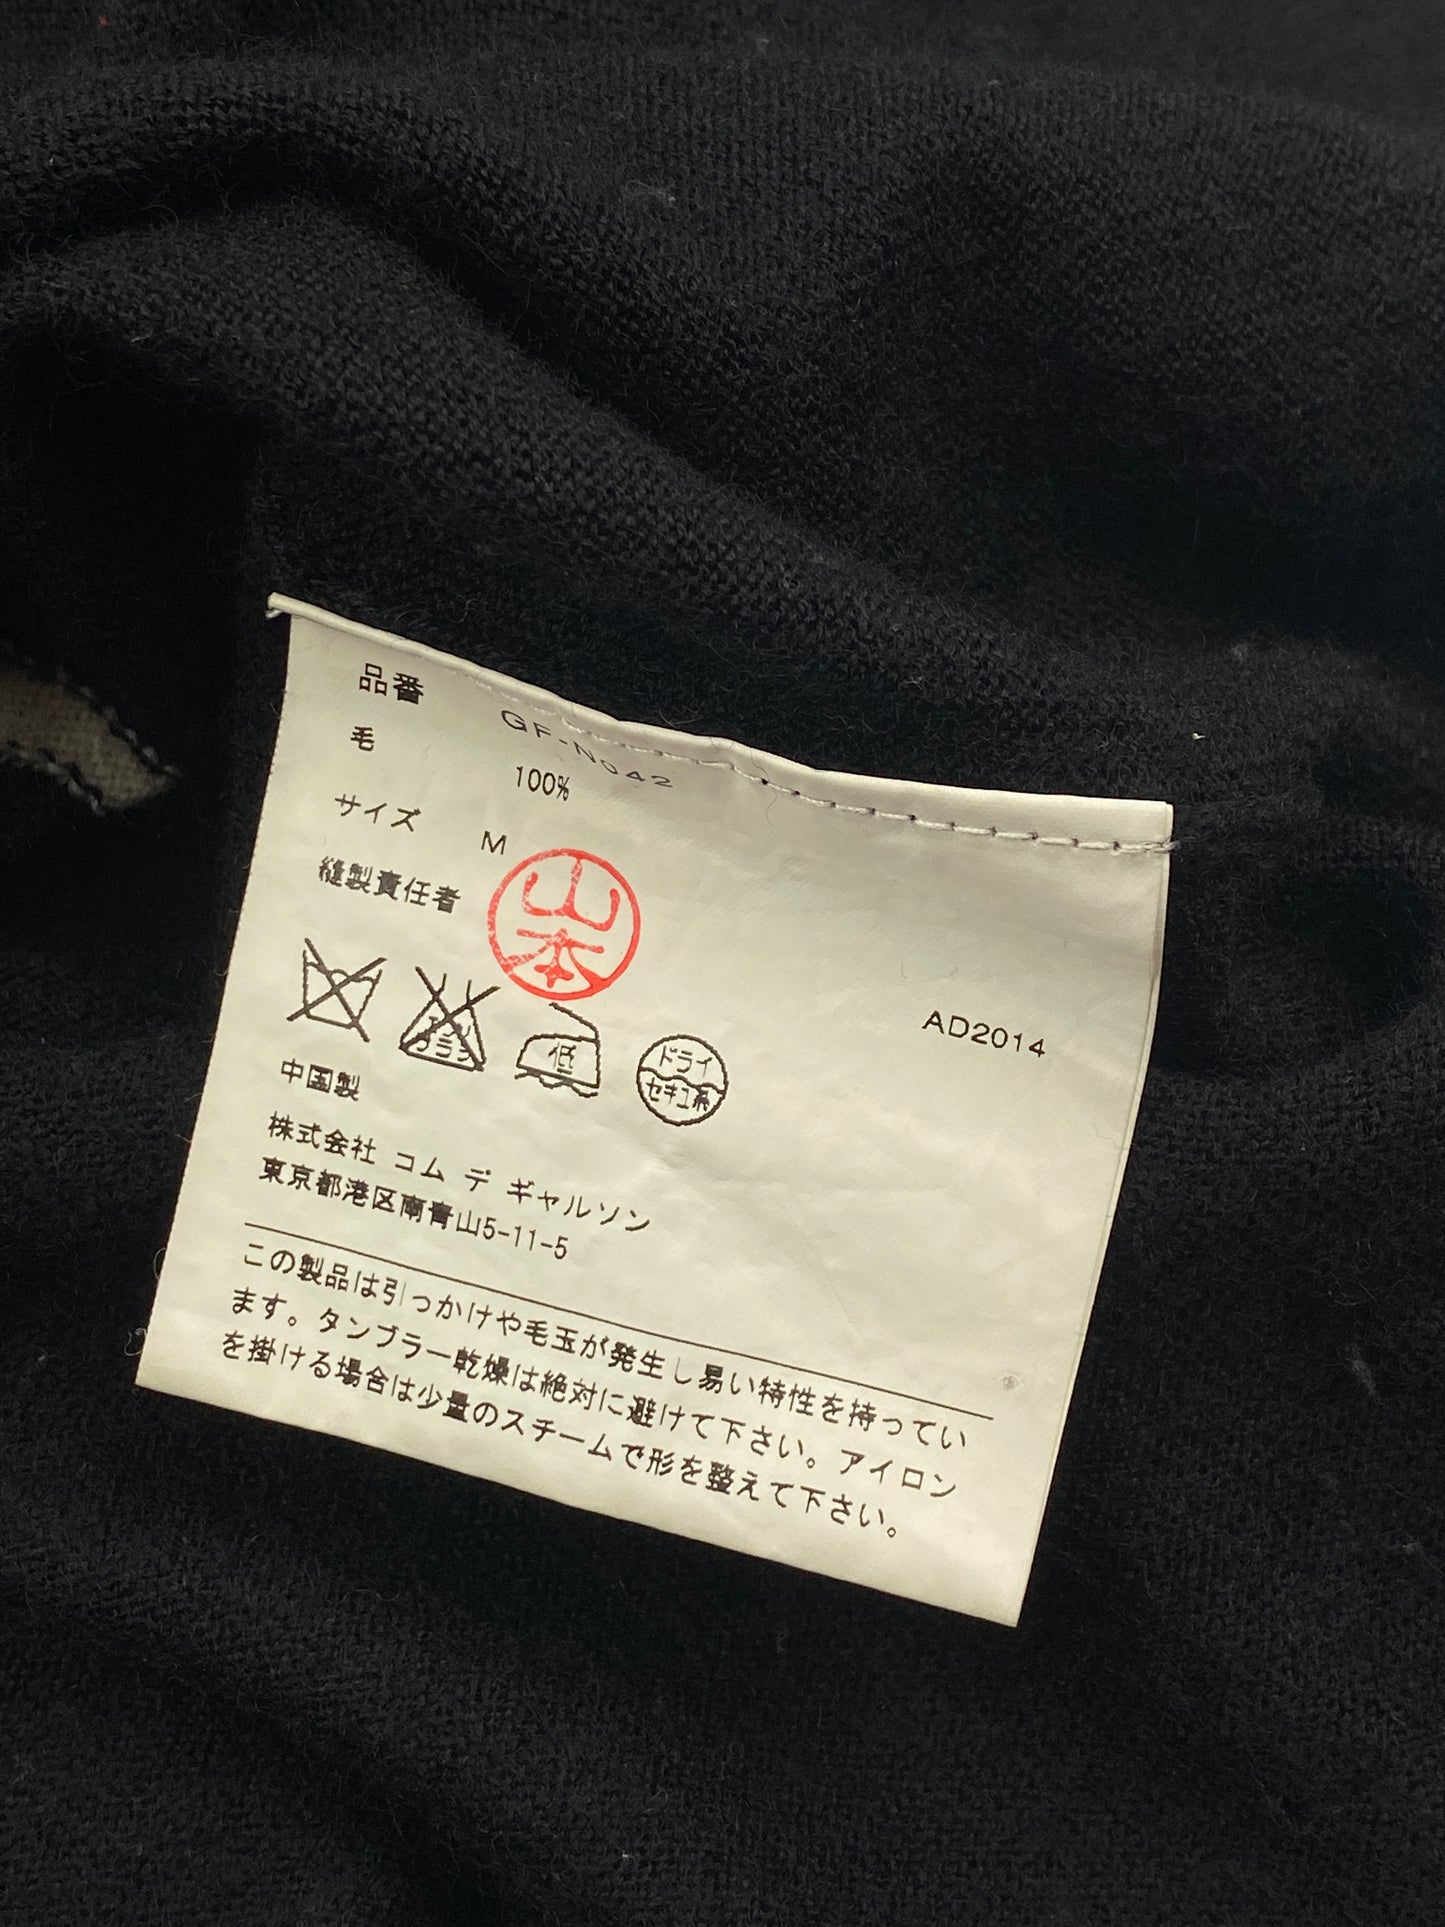 品番 GF-N042
毛 100%
サイズ M
縫製責任者 山本
エンソ
サラシ
低
ドライ
セキユ系
AD2014
中国製
株式会社 コム デ ギャルソン
東京都港区南青山5-11-5
この製品は引っかけや毛玉が発生し易い特性を持ってい
ます。タンブラー乾燥は絶対に避けて下さい。アイロン
を掛ける場合は少量のスチームで形を整えて下さい。